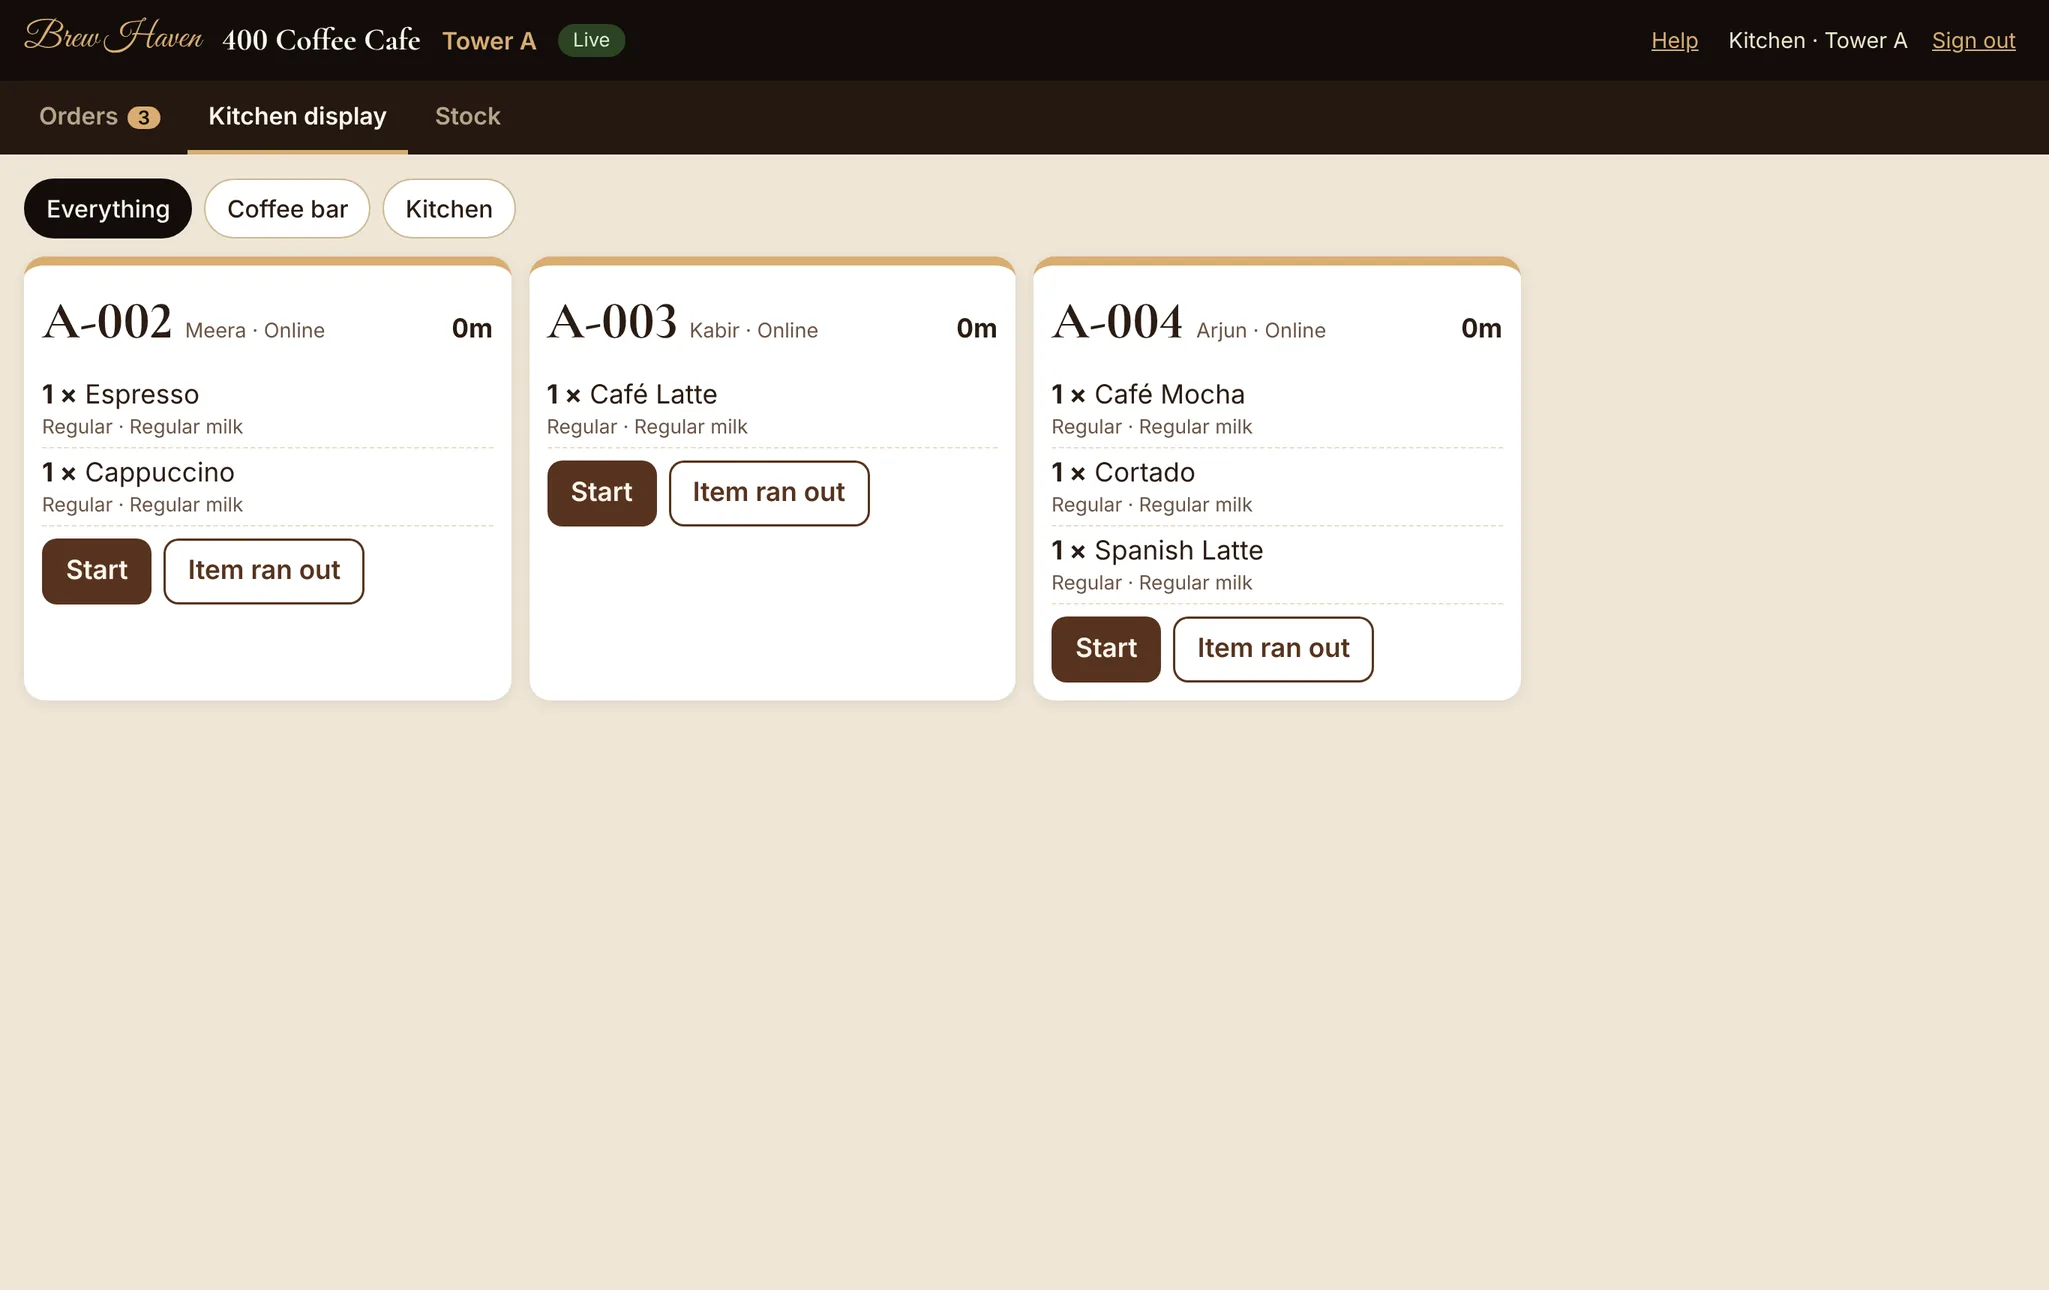 Brew Haven 400 Coffee Cafe Tower A Live Help Kitchen · Tower A Sign out
Orders 3 Kitchen display Stock
Everything Coffee bar Kitchen
A-002 Meera · Online 0m
1 × Espresso
Regular · Regular milk
1 × Cappuccino
Regular · Regular milk
Start Item ran out
A-003 Kabir · Online 0m
1 × Café Latte
Regular · Regular milk
Start Item ran out
A-004 Arjun · Online 0m
1 × Café Mocha
Regular · Regular milk
1 × Cortado
Regular · Regular milk
1 × Spanish Latte
Regular · Regular milk
Start Item ran out